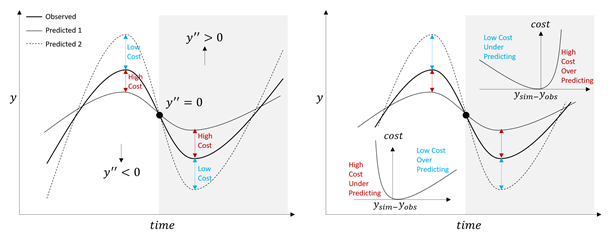 Observed
Predicted 1
Predicted 2
Low
Cost
High
Cost
y'' > 0
y'' = 0
y'' < 0
High
Cost
Low
Cost
y
time
cost
Low Cost
Under
Predicting
High
Cost
Over
Predicting
ysim−yobs
cost
High
Cost
Under
Predicting
Low Cost
Over
Predicting
ysim−yobs
y
time